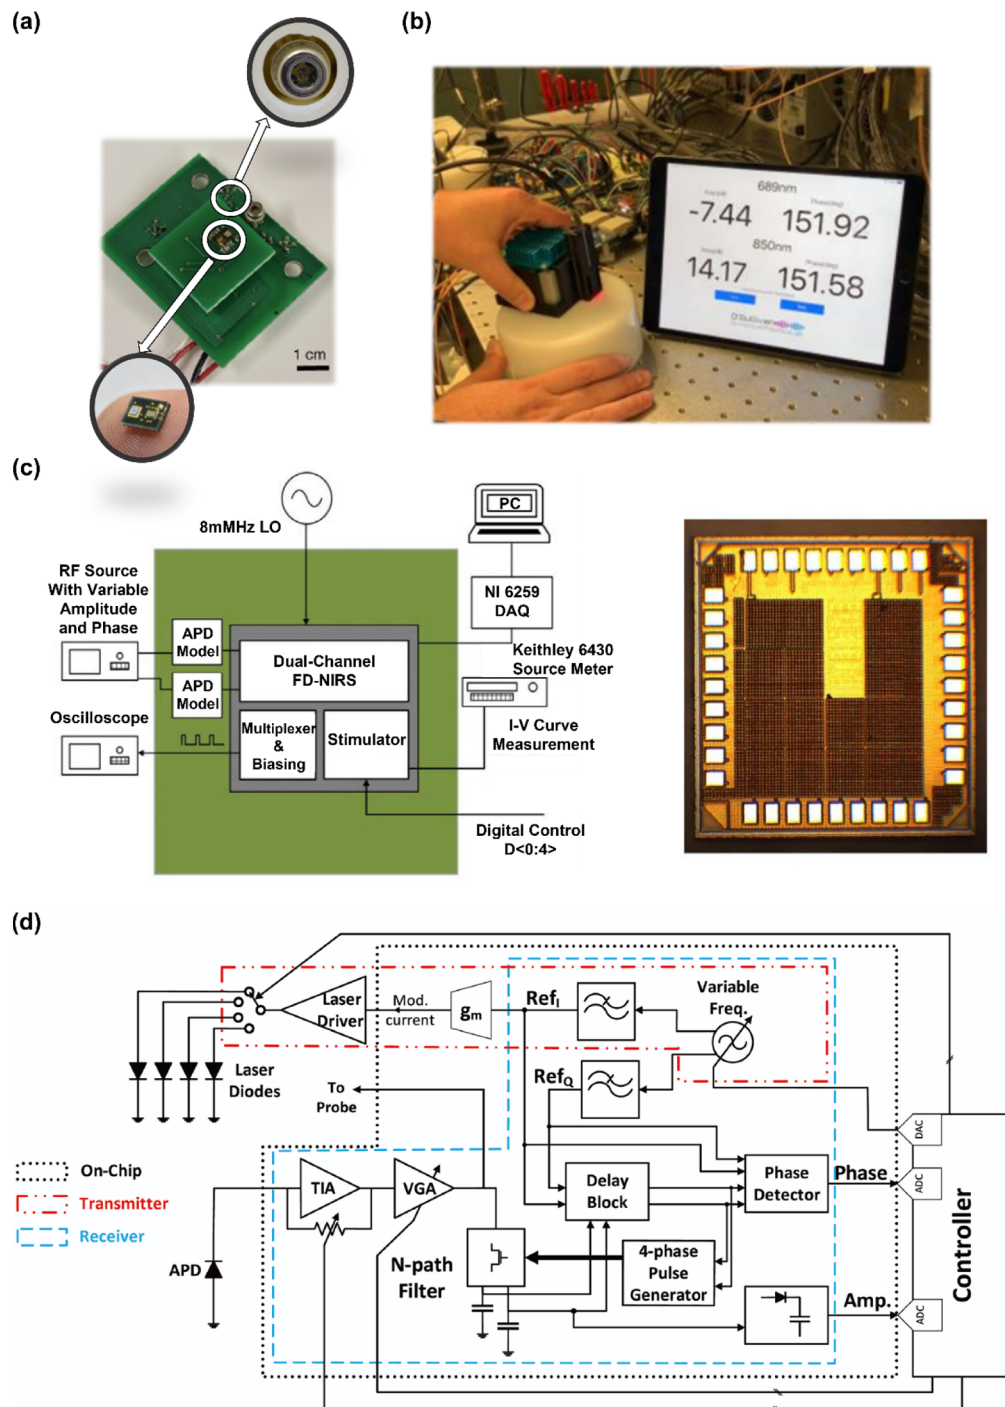 (a)
1 cm
(b)
689nm
-7.44
151.92
850nm
14.17
151.58
(c)
8mMHz LO
PC
NI 6259
DAQ
RF Source
With Variable
Amplitude
and Phase
APD
Model
APD
Model
Dual-Channel
FD-NIRS
Keithley 6430
Source Meter
Oscilloscope
Multiplexer
&
Biasing
Stimulator
I-V Curve
Measurement
Digital Control
D<0:4>
(d)
Laser
Driver
Mod.
current
gm
RefI
Variable
Freq.
Laser
Diodes
RefQ
To
Probe
DAC
On-Chip
Transmitter
Receiver
TIA
VGA
Delay
Block
Phase
Detector
Phase
ADC
APD
N-path
Filter
4-phase
Pulse
Generator
Amp.
ADC
Controller